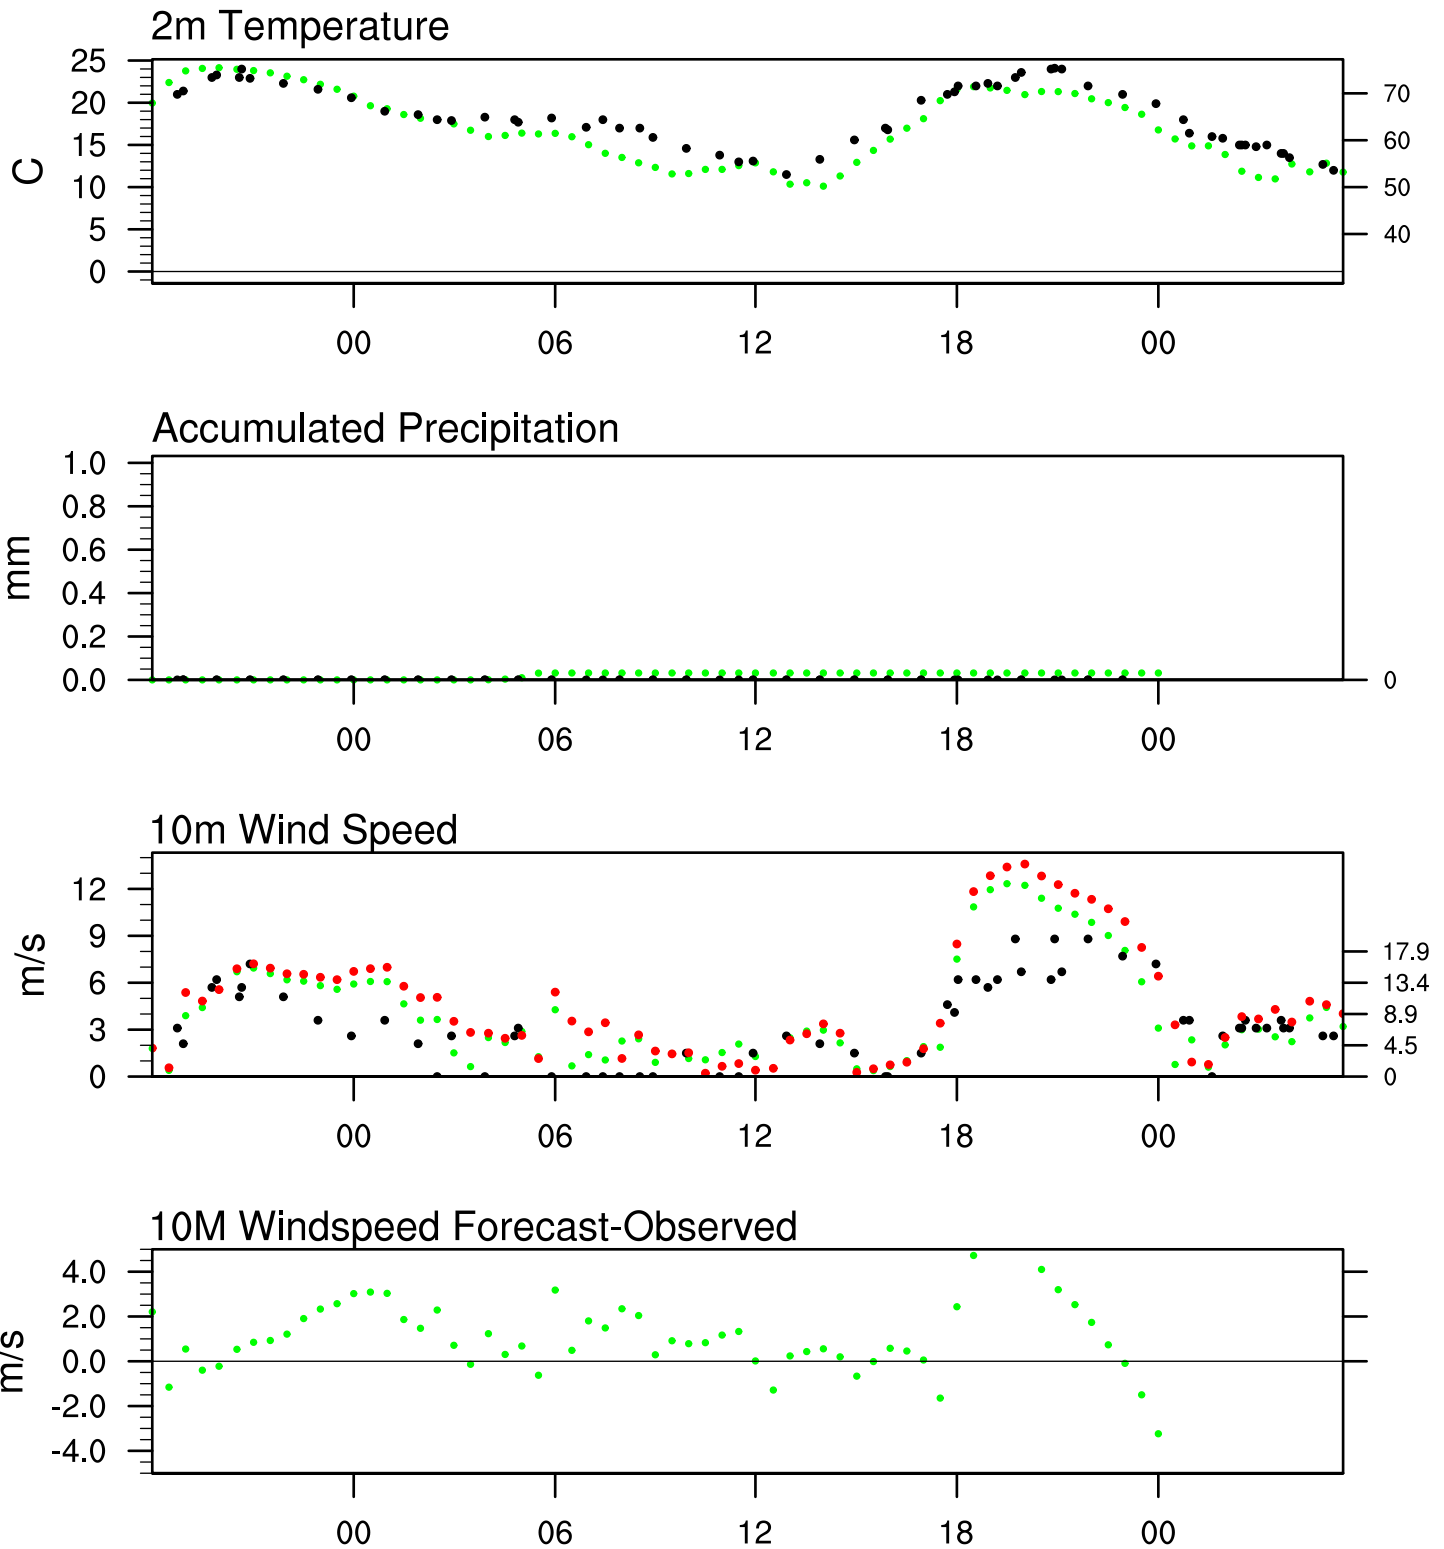 2m Temperature
25
20
15
10
5
0
C
70
60
50
40
00 06 12 18 00
Accumulated Precipitation
1.0
0.8
0.6
0.4
0.2
0.0
mm
0
00 06 12 18 00
10m Wind Speed
12
9
6
3
0
m/s
17.9
13.4
8.9
4.5
0
00 06 12 18 00
10M Windspeed Forecast-Observed
4.0
2.0
0.0
-2.0
-4.0
m/s
00 06 12 18 00